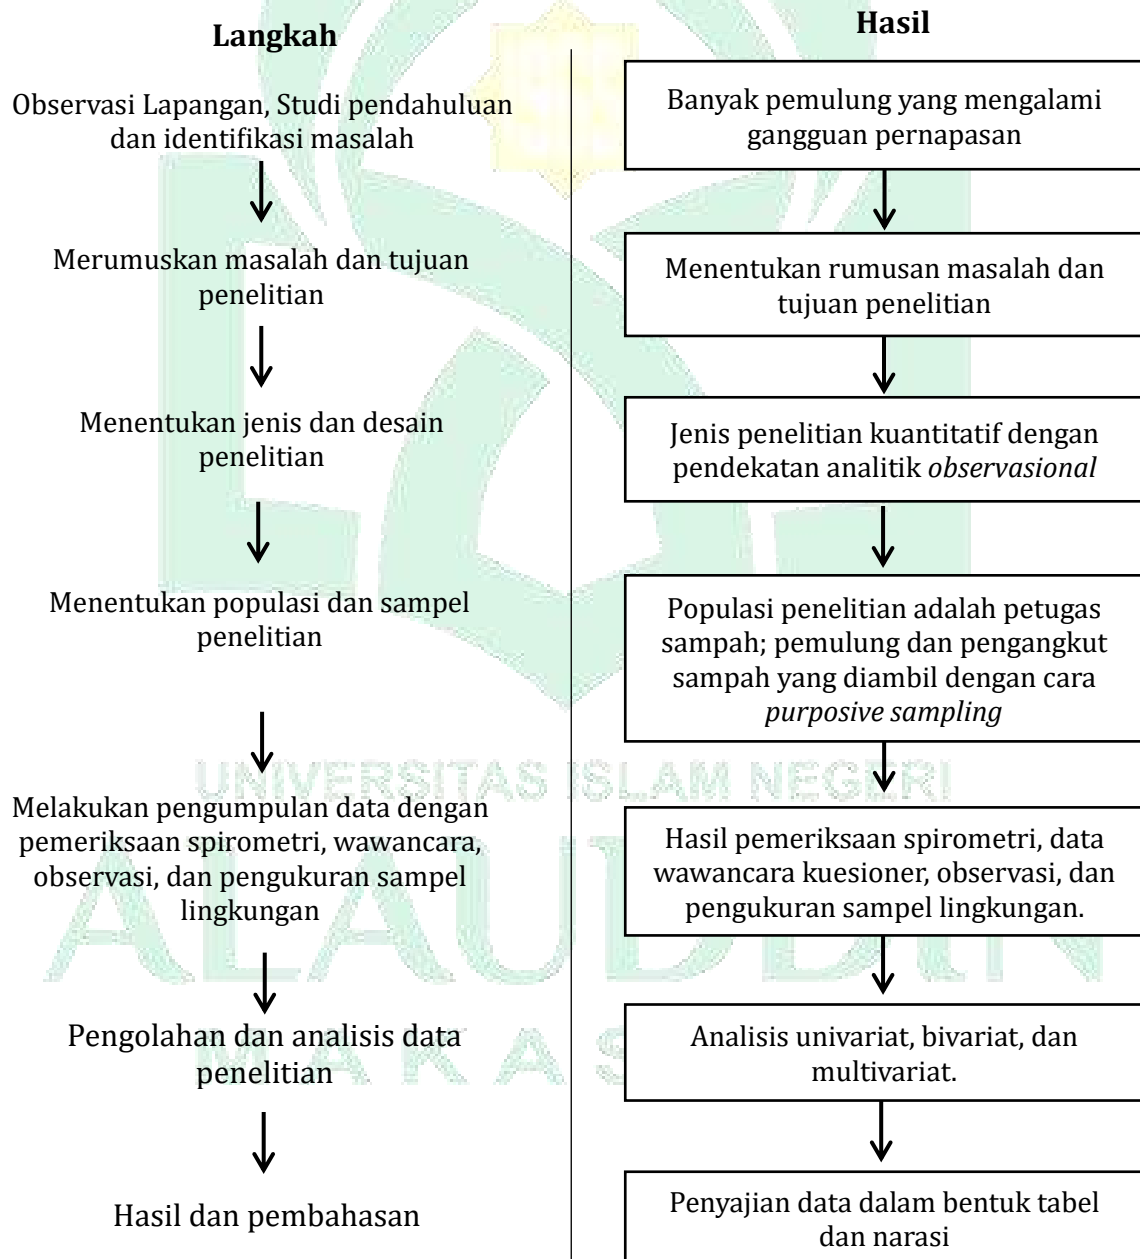 Langkah
Hasil
Observasi Lapangan, Studi pendahuluan
dan identifikasi masalah
Banyak pemulung yang mengalami
gangguan pernapasan
Merumuskan masalah dan tujuan
penelitian
Menentukan rumusan masalah dan
tujuan penelitian
Menentukan jenis dan desain
penelitian
Jenis penelitian kuantitatif dengan
pendekatan analitik observasional
Menentukan populasi dan sampel
penelitian
Populasi penelitian adalah petugas
sampah; pemulung dan pengangkut
sampah yang diambil dengan cara
purposive sampling
UNIVERSITAS ISLAM NEGERI
Melakukan pengumpulan data dengan
pemeriksaan spirometri, wawancara,
observasi, dan pengukuran sampel
lingkungan
Hasil pemeriksaan spirometri, data
wawancara kuesioner, observasi, dan
pengukuran sampel lingkungan.
ALAUDDIN
Pengolahan dan analisis data
penelitian
Analisis univariat, bivariat, dan
multivariat.
Hasil dan pembahasan
Penyajian data dalam bentuk tabel
dan narasi